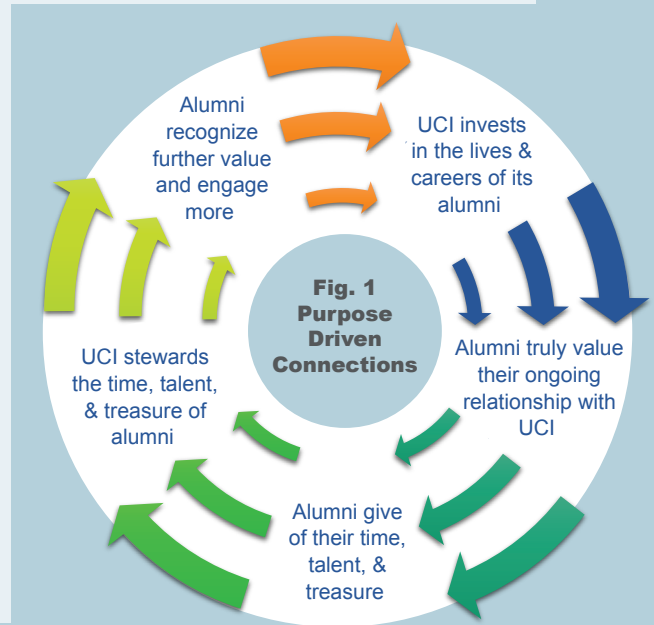 Alumni
recognize
further value
and engage
more
UCI invests
in the lives &
careers of its
alumni
Fig. 1
Purpose
Driven
Connections
Alumni truly value
their ongoing
relationship with
UCI
UCI stewards
the time, talent,
& treasure of
alumni
Alumni give
of their time,
talent, &
treasure